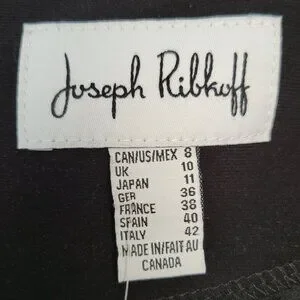 Joseph Ribkoff
CAN/US/MEX 8
UK 10
JAPAN 11
GER 36
FRANCE 38
SPAIN 40
ITALY 42
MADE IN/FAIT AU
CANADA